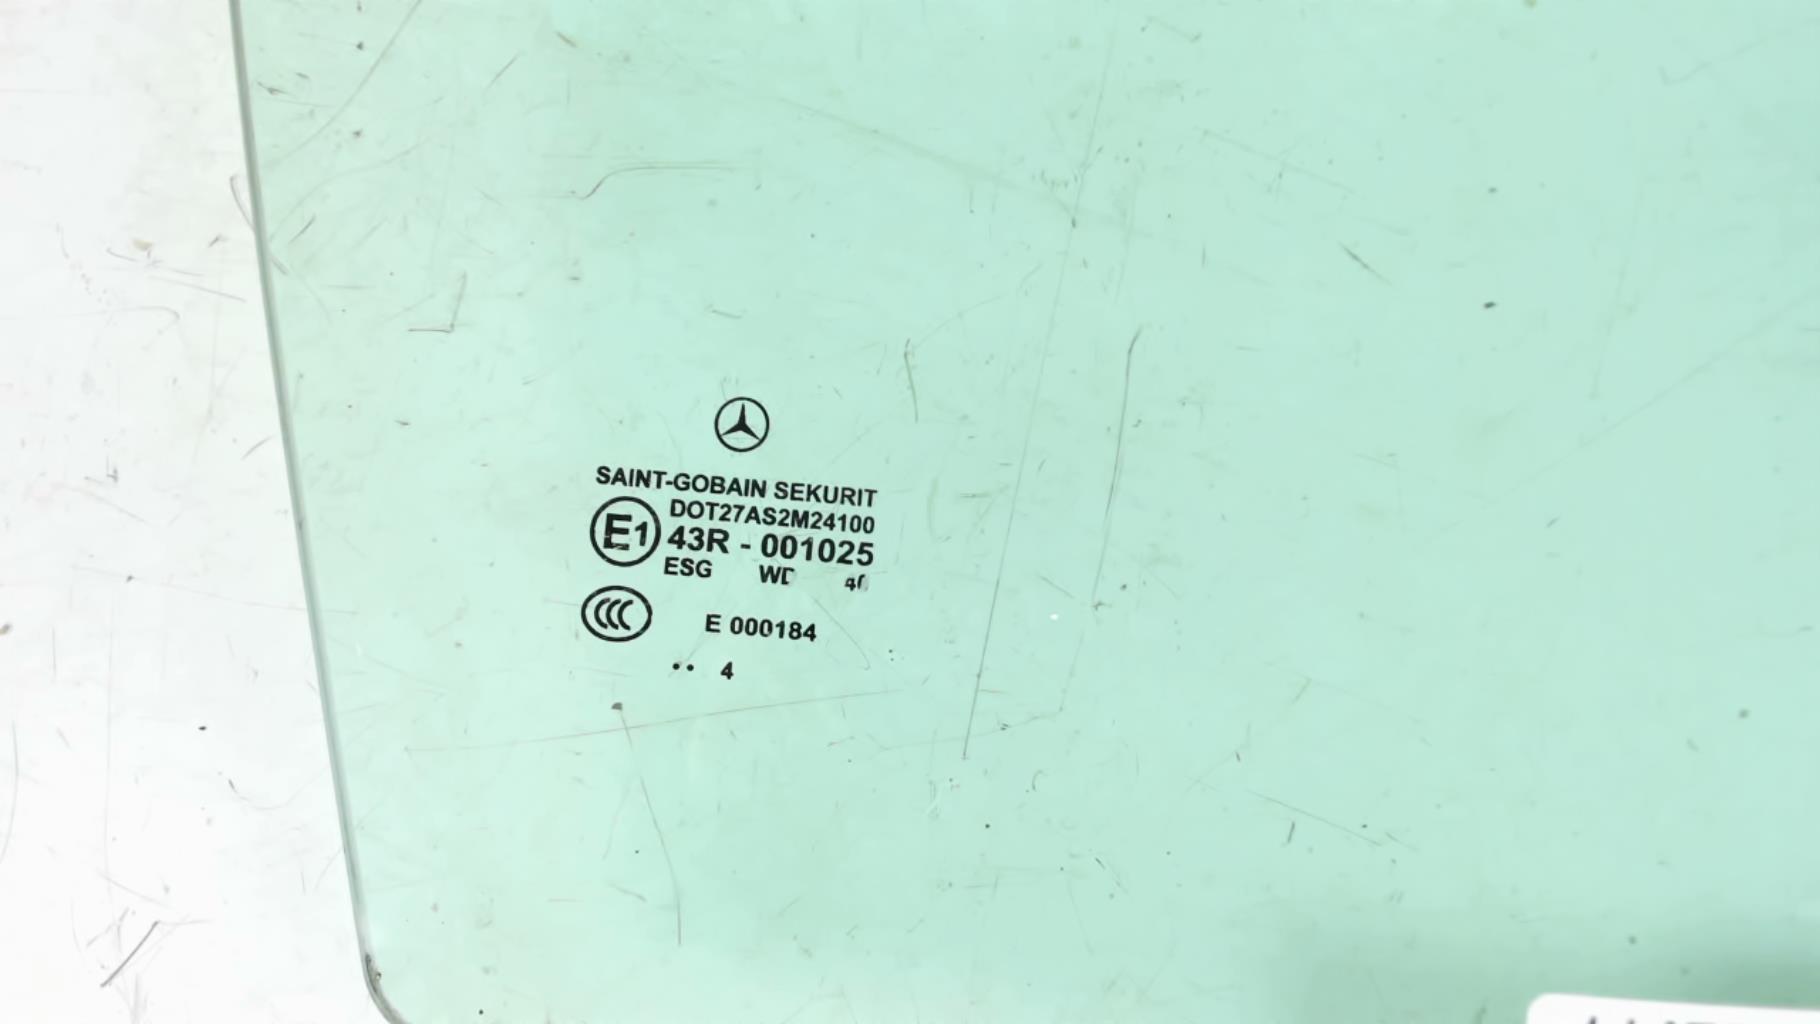 SAINT-GOBAIN SEKURIT
DOT27AS2M24100
E1 43R - 001025
ESG
E 000184
.. 4